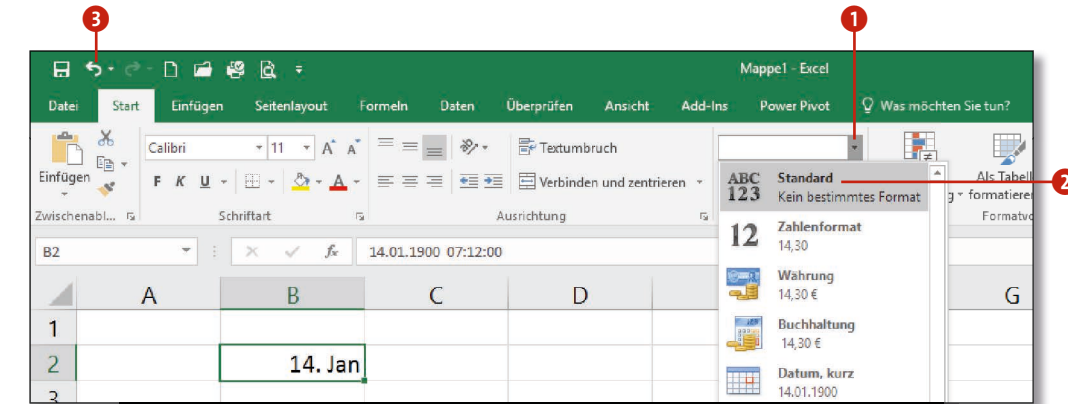 3 1
Mappe1 - Excel
Datei Start Einfügen Seitenlayout Formeln Daten Überprüfen Ansicht Add-Ins Power Pivot Was möchten Sie tun?
Calibri 11 A A Textumbruch
Einfügen F K U A Verbinden und zentrieren
Zwischenabl... Schriftart Ausrichtung
ABC 123 Standard 2
Kein bestimmtes Format
Als Tabell
g formatieren
Formatvo
12 Zahlenformat
14,30
B2 fx 14.01.1900 07:12:00
Währung
14,30 €
A B C D G
Buchhaltung
14,30 €
1
2 14. Jan
Datum, kurz
14.01.1900
3